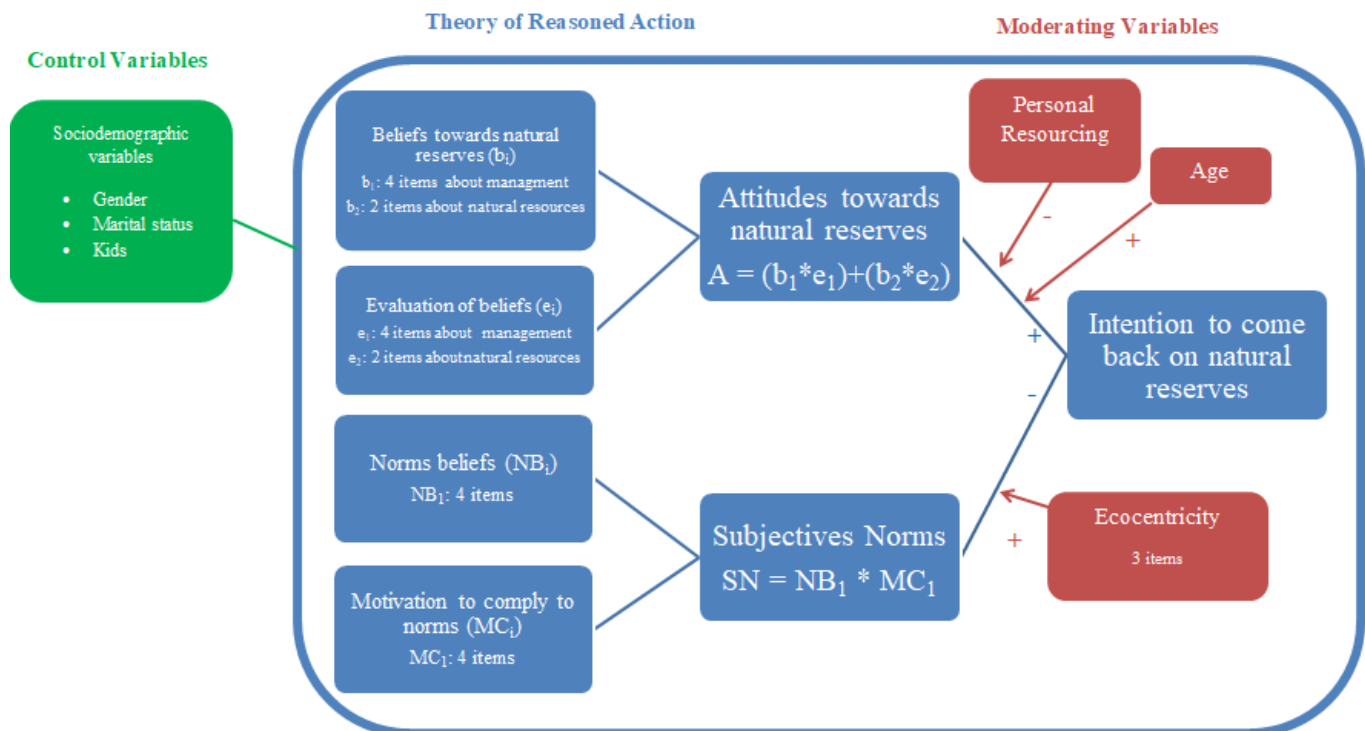 Theory of Reasoned Action
Moderating Variables
Control Variables
Sociodemographic
variables
• Gender
• Marital status
• Kids
Beliefs towards natural
reserves (bᵢ)
b₁: 4 items about managment
b₂: 2 items about natural resources
Evaluation of beliefs (eᵢ)
e₁: 4 items about management
e₂: 2 items aboutnatural resources
Norms beliefs (NBᵢ)
NB₁: 4 items
Motivation to comply to
norms (MCᵢ)
MC₁: 4 items
Attitudes towards
natural reserves
A = (b₁*e₁)+(b₂*e₂)
Subjectives Norms
SN = NB₁ * MC₁
Personal
Resourcing
-
Age
+
+
-
Intention to come
back on natural
reserves
+
Ecocentricity
3 items